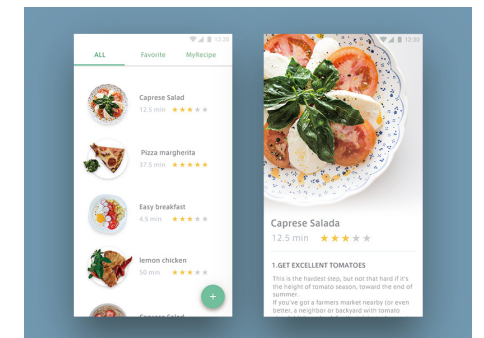 12:30
ALL Favorite MyRecipe
Caprese Salad
12.5 min
Pizza margherita
37.5 min
Easy breakfast
4.5 min
lemon chicken
50 min
Caprese Salad
+
12:30
Caprese Salada
12.5 min
1.GET EXCELLENT TOMATOES
This is the hardest step, but not that hard if it's
the height of tomato season, toward the end of
summer.
If you've got a farmers market nearby (or even
better, a neighbor or backyard with tomato